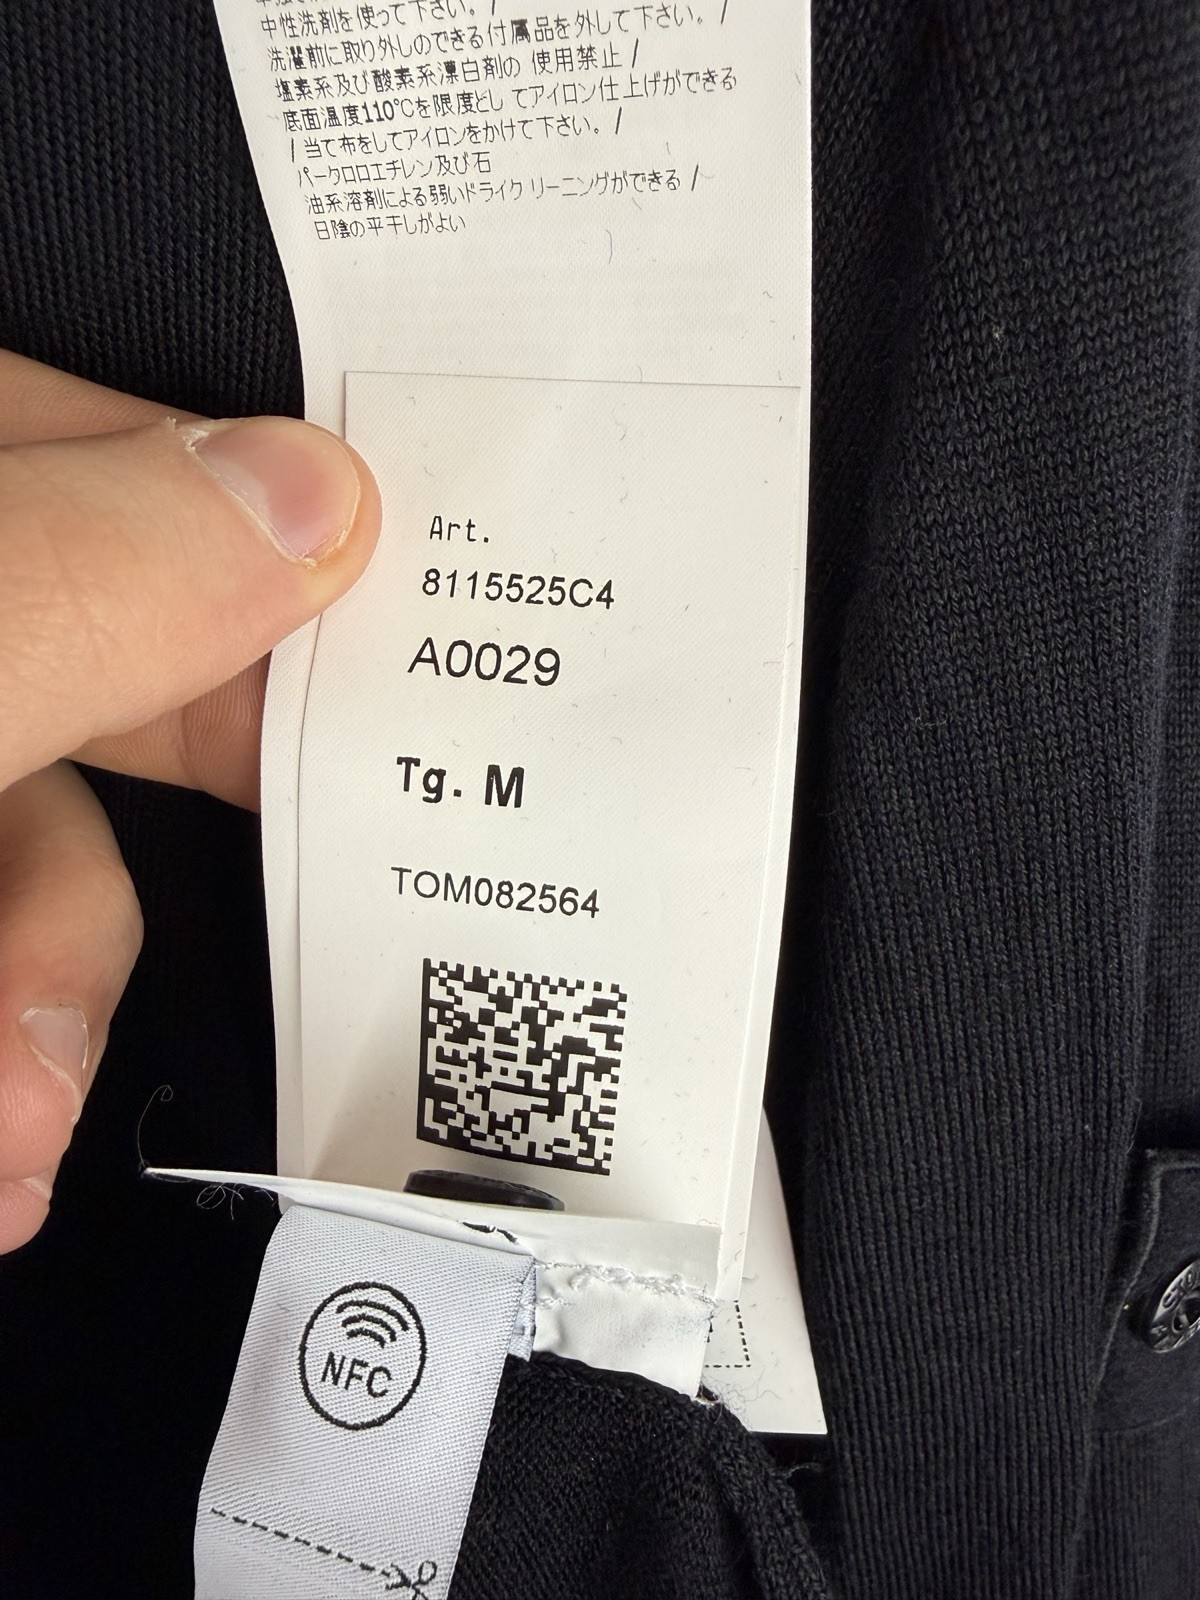 中性洗剤を使って下さい。/
洗濯前に取り外しのできる付属品を外して下さい。/
塩素系及び酸素系漂白剤の 使用禁止 /
底面温度110℃を限度とし てアイロン仕上げができる
/ 当て布をしてアイロンをかけて下さい。/
パークロロエチレン及び石
油系溶剤による弱いドライク リーニングができる /
日陰の平干しがよい
Art.
8115525C4
A0029
Tg. M
TOM082564
NFC